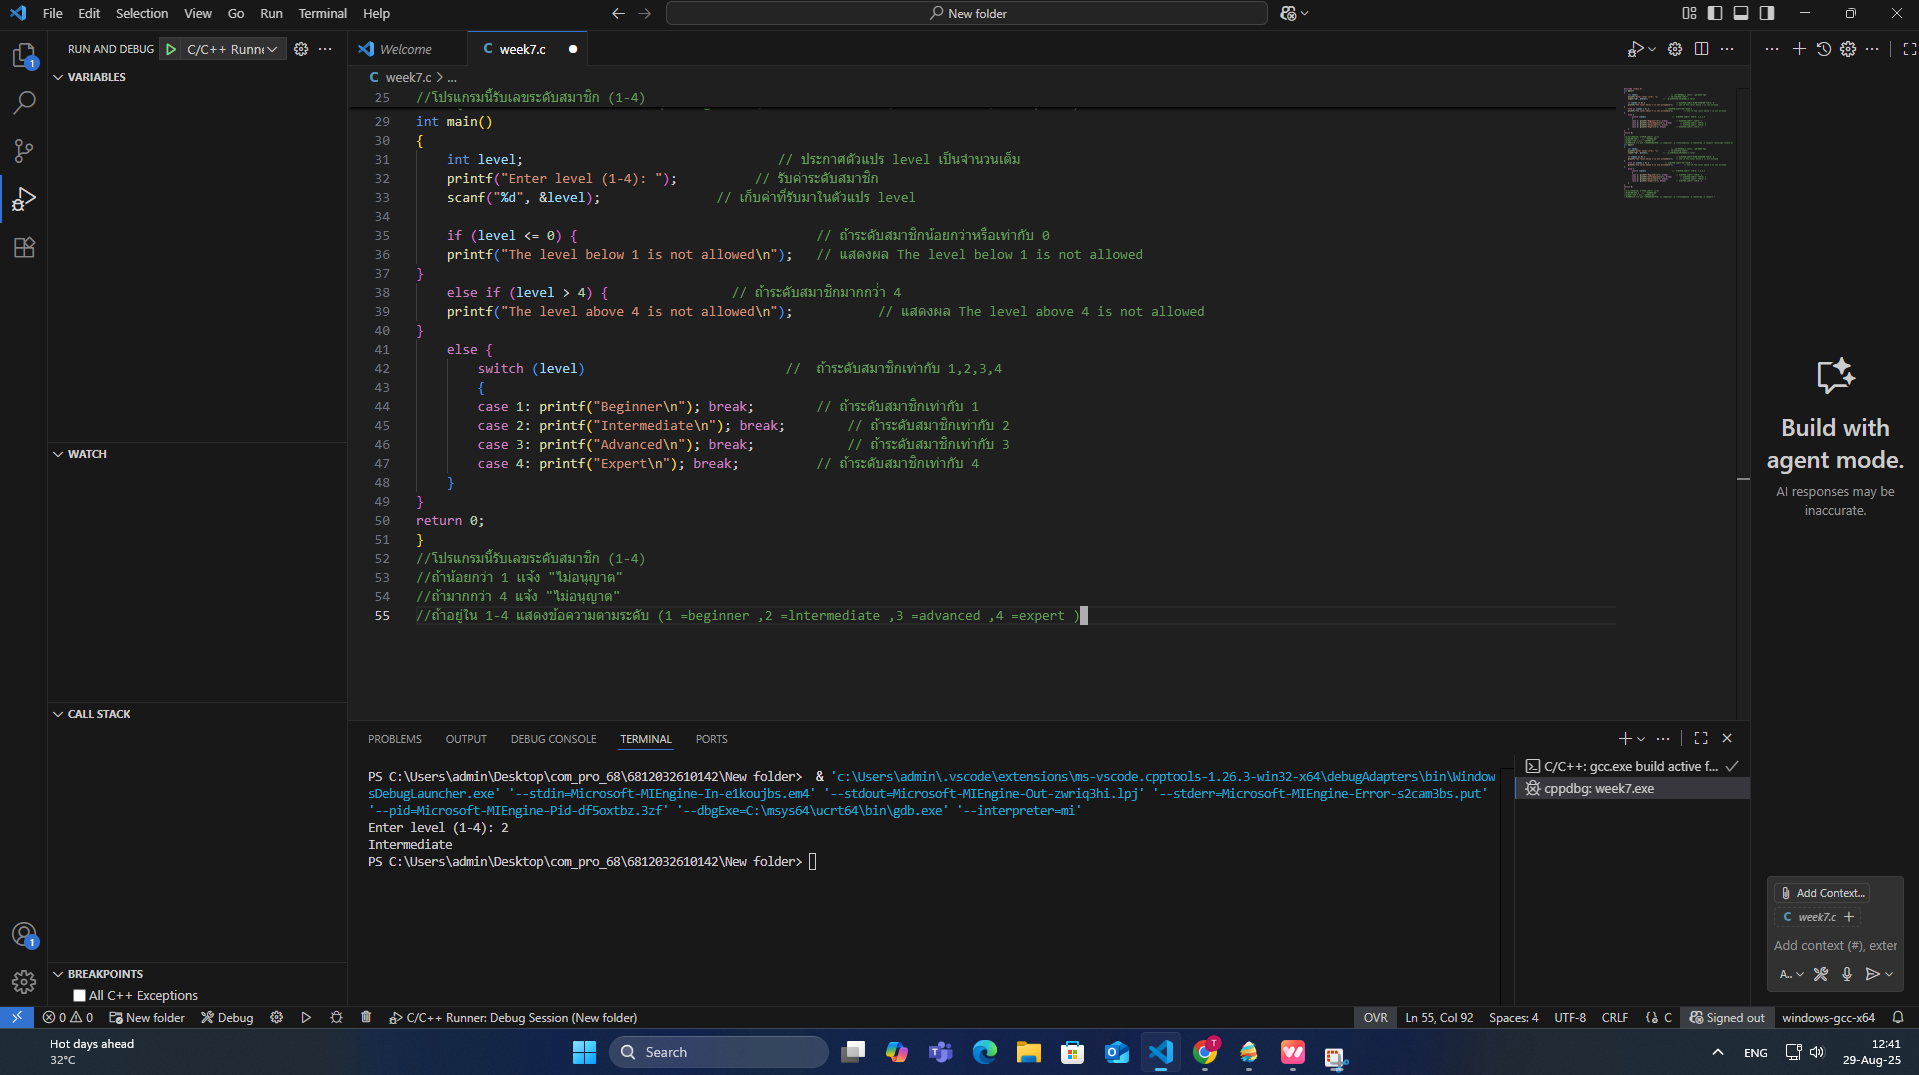 File Edit Selection View Go Run Terminal Help
New folder
RUN AND DEBUG C/C++ Runne
Welcome
C week7.c
VARIABLES
C week7.c > ...
25 //โปรแกรมนี้รับเลขระดับสมาชิก (1-4)
29 int main()
30 {
31 int level; // ประกาศตัวแปร level เป็นจำนวนเต็ม
32 printf("Enter level (1-4): "); // รับค่าระดับสมาชิก
33 scanf("%d", &level); // เก็บค่าที่รับมาในตัวแปร level
34
35 if (level <= 0) { // ถ้าระดับสมาชิกน้อยกว่าหรือเท่ากับ 0
36 printf("The level below 1 is not allowed\n"); // แสดงผล The level below 1 is not allowed
37 }
38 else if (level > 4) { // ถ้าระดับสมาชิกมากกว่า 4
39 printf("The level above 4 is not allowed\n"); // แสดงผล The level above 4 is not allowed
40 }
41 else {
42 switch (level) // ถ้าระดับสมาชิกเท่ากับ 1,2,3,4
43 {
44 case 1: printf("Beginner\n"); break; // ถ้าระดับสมาชิกเท่ากับ 1
45 case 2: printf("Intermediate\n"); break; // ถ้าระดับสมาชิกเท่ากับ 2
46 case 3: printf("Advanced\n"); break; // ถ้าระดับสมาชิกเท่ากับ 3
47 case 4: printf("Expert\n"); break; // ถ้าระดับสมาชิกเท่ากับ 4
48 }
49 }
50 return 0;
51 }
52 //โปรแกรมนี้รับเลขระดับสมาชิก (1-4)
53 //ถ้าน้อยกว่า 1 แจ้ง "ไม่อนุญาต"
54 //ถ้ามากกว่า 4 แจ้ง "ไม่อนุญาต"
55 //ถ้าอยู่ใน 1-4 แสดงข้อความตามระดับ (1 =beginner ,2 =lntermediate ,3 =advanced ,4 =expert )
WATCH
CALL STACK
BREAKPOINTS
All C++ Exceptions
Build with
agent mode.
AI responses may be
inaccurate.
PROBLEMS OUTPUT DEBUG CONSOLE TERMINAL PORTS
PS C:\Users\admin\Desktop\com_pro_68\6812032610142\New folder> & 'c:\Users\admin\.vscode\extensions\ms-vscode.cpptools-1.26.3-win32-x64\debugAdapters\bin\Window
sDebugLauncher.exe' '--stdin=Microsoft-MIEngine-In-e1koujbs.em4' '--stdout=Microsoft-MIEngine-Out-zwriq3hi.lpj' '--stderr=Microsoft-MIEngine-Error-s2cam3bs.put'
'--pid=Microsoft-MIEngine-Pid-df5oxtbz.3zf' '--dbgExe=C:\msys64\ucrt64\bin\gdb.exe' '--interpreter=mi'
Enter level (1-4): 2
Intermediate
PS C:\Users\admin\Desktop\com_pro_68\6812032610142\New folder>
C/C++: gcc.exe build active f...
cppdbg: week7.exe
Add Context...
C week7.c +
Add context (#), exter
A..
0 0 New folder Debug C/C++ Runner: Debug Session (New folder)
OVR Ln 55, Col 92 Spaces: 4 UTF-8 CRLF {} C Signed out windows-gcc-x64
Hot days ahead
32°C
Search
ENG
12:41
29-Aug-25